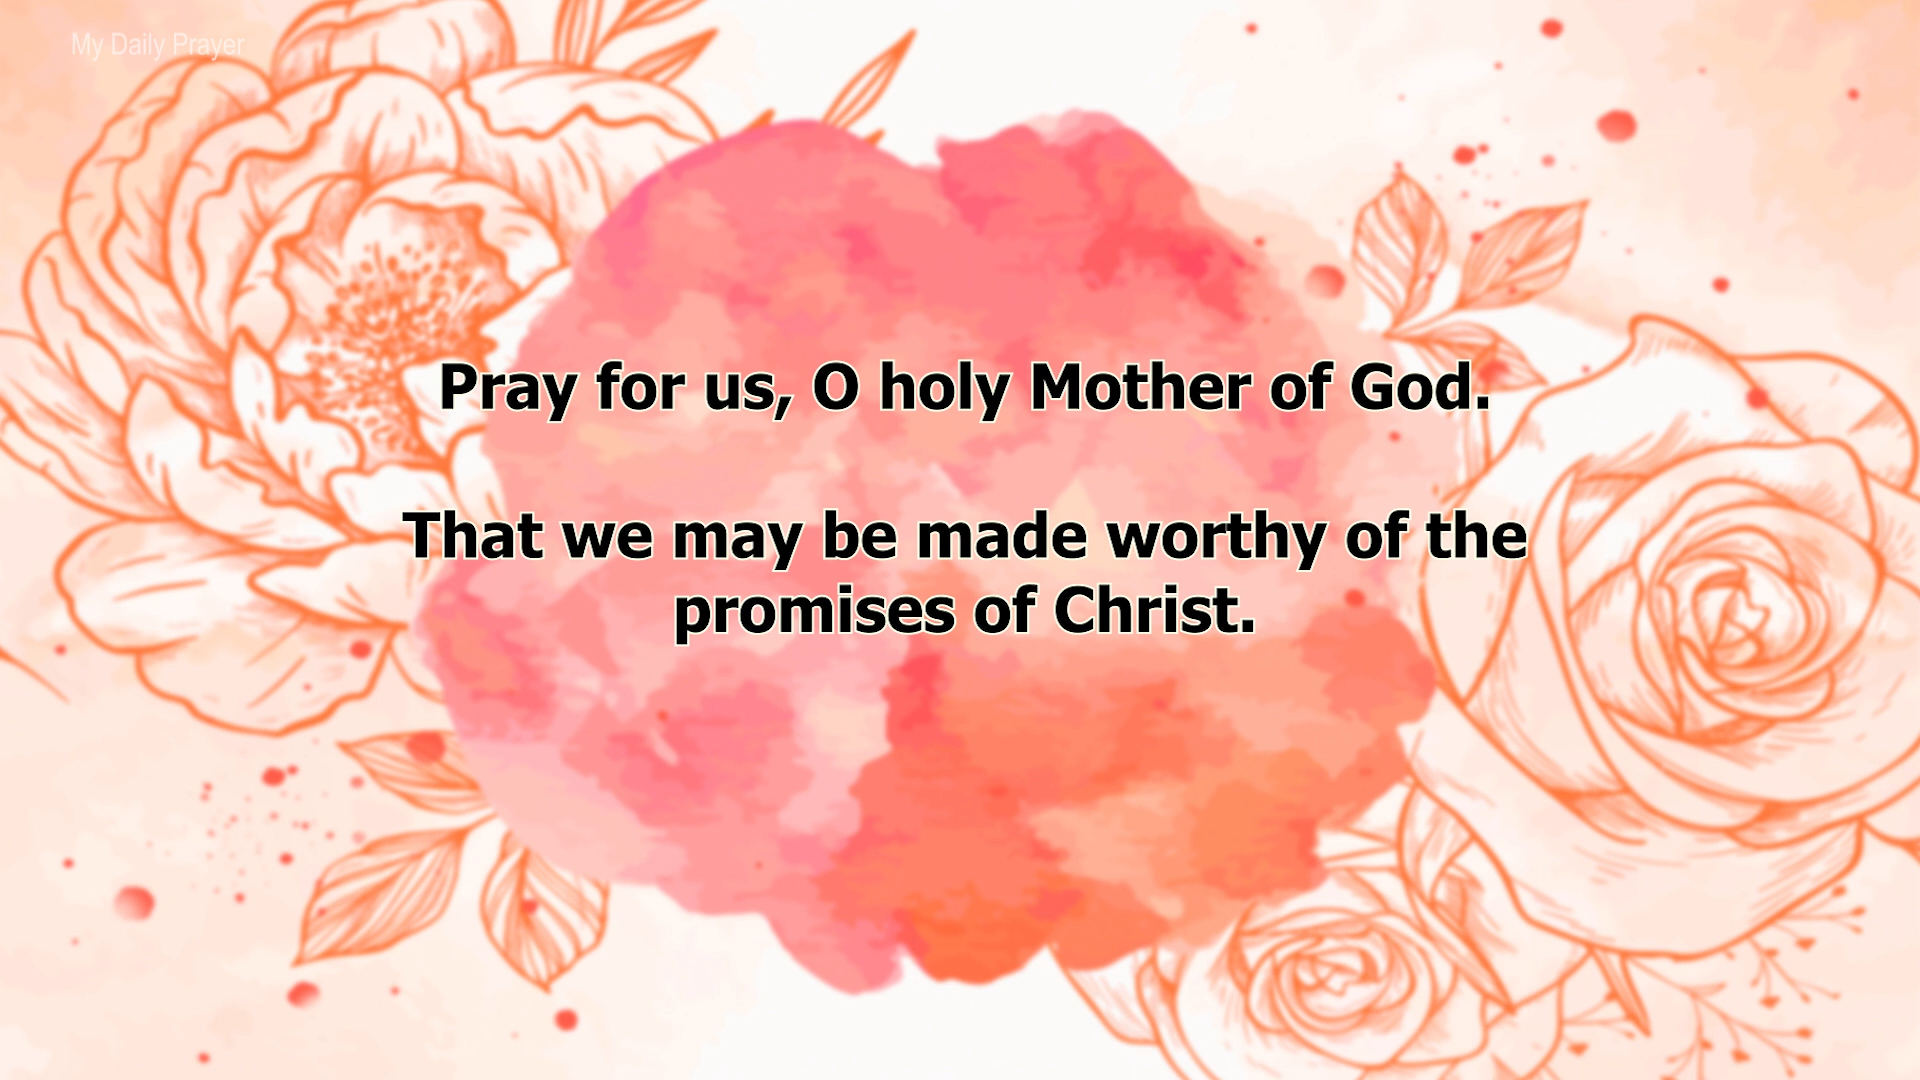 My Daily Prayer
Pray for us, O holy Mother of God.
That we may be made worthy of the
promises of Christ.